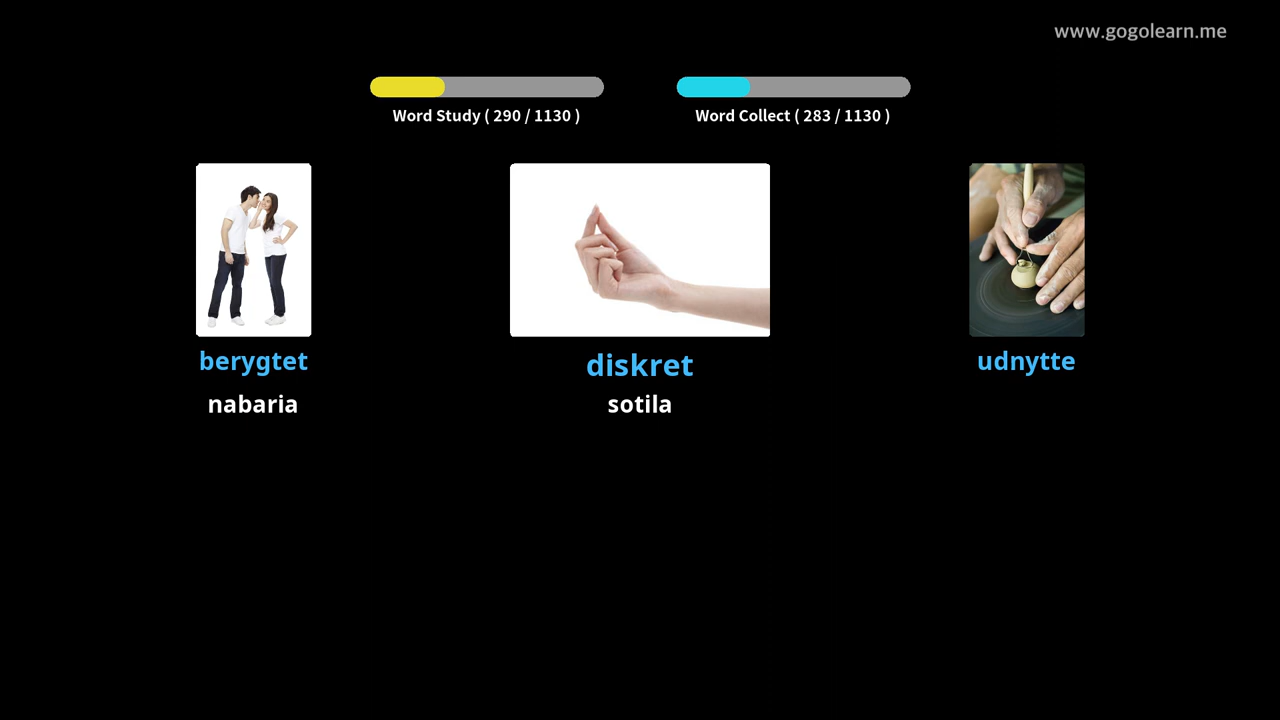 www.gogolearn.me
Word Study ( 290 / 1130 )
Word Collect ( 283 / 1130 )
berygtet
diskret
udnytte
nabaria
sotila